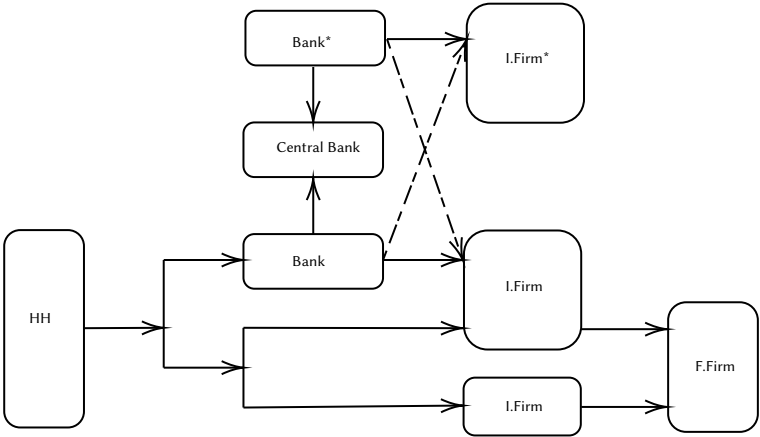 Bank*
I.Firm*
Central Bank
Bank
I.Firm
HH
F.Firm
I.Firm